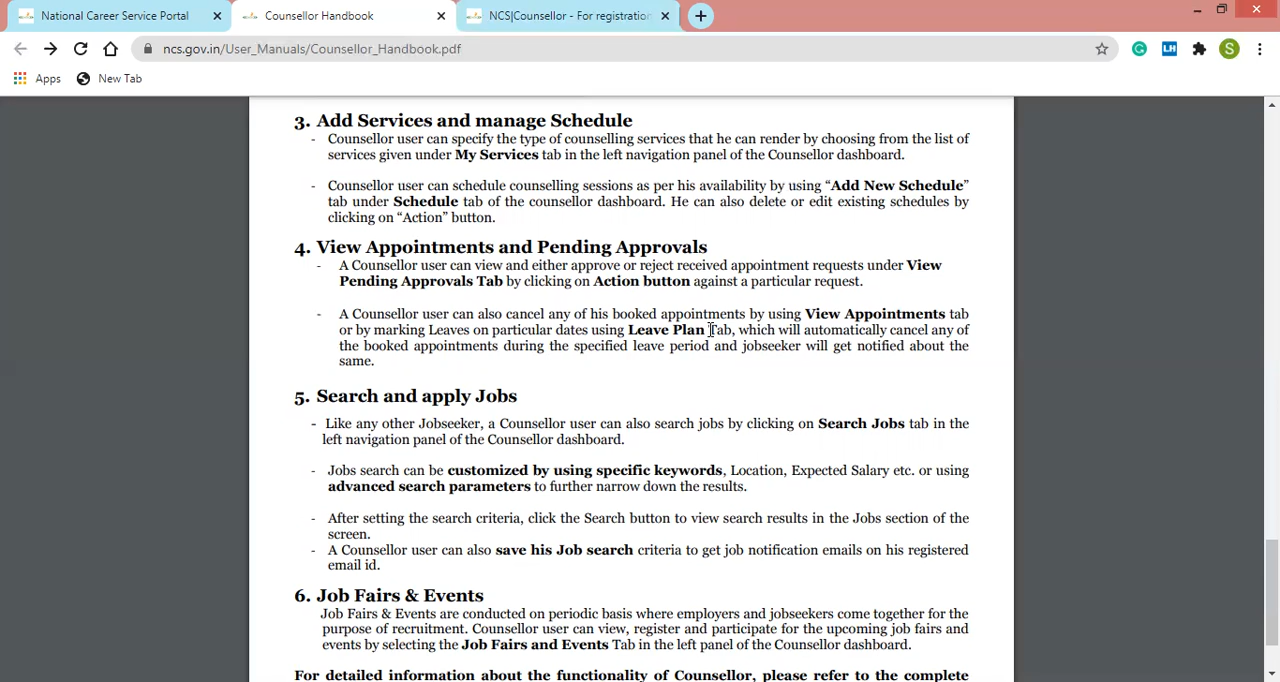 National Career Service Portal
Counsellor Handbook
NCS|Counsellor - For registration
ncs.gov.in/User_Manuals/Counsellor_Handbook.pdf
LH
S
Apps
New Tab
3. Add Services and manage Schedule
- Counsellor user can specify the type of counselling services that he can render by choosing from the list of
services given under My Services tab in the left navigation panel of the Counsellor dashboard.
- Counsellor user can schedule counselling sessions as per his availability by using “Add New Schedule”
tab under Schedule tab of the counsellor dashboard. He can also delete or edit existing schedules by
clicking on “Action” button.
4. View Appointments and Pending Approvals
- A Counsellor user can view and either approve or reject received appointment requests under View
Pending Approvals Tab by clicking on Action button against a particular request.
- A Counsellor user can also cancel any of his booked appointments by using View Appointments tab
or by marking Leaves on particular dates using Leave Plan Tab, which will automatically cancel any of
the booked appointments during the specified leave period and jobseeker will get notified about the
same.
5. Search and apply Jobs
- Like any other Jobseeker, a Counsellor user can also search jobs by clicking on Search Jobs tab in the
left navigation panel of the Counsellor dashboard.
- Jobs search can be customized by using specific keywords, Location, Expected Salary etc. or using
advanced search parameters to further narrow down the results.
- After setting the search criteria, click the Search button to view search results in the Jobs section of the
screen.
- A Counsellor user can also save his Job search criteria to get job notification emails on his registered
email id.
6. Job Fairs & Events
Job Fairs & Events are conducted on periodic basis where employers and jobseekers come together for the
purpose of recruitment. Counsellor user can view, register and participate for the upcoming job fairs and
events by selecting the Job Fairs and Events Tab in the left panel of the Counsellor dashboard.
For detailed information about the functionality of Counsellor, please refer to the complete